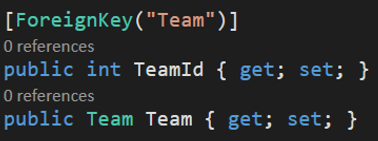 [ForeignKey("Team")]
0 references
public int TeamId { get; set; }
0 references
public Team Team { get; set; }